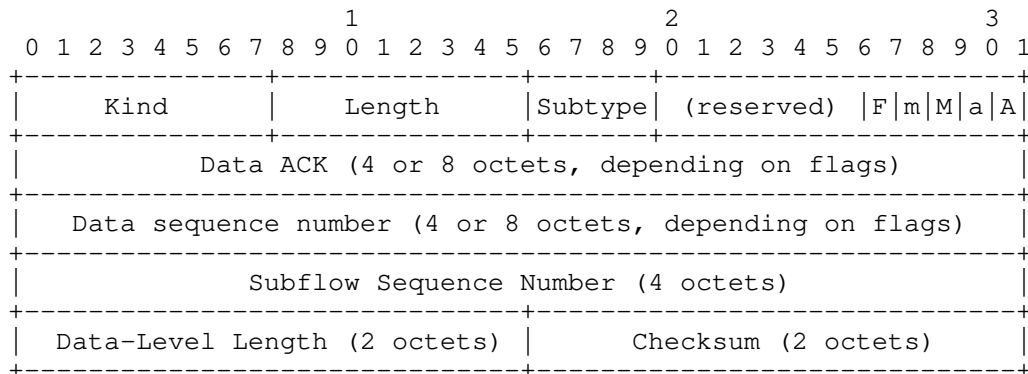 1                   2                   3
 0 1 2 3 4 5 6 7 8 9 0 1 2 3 4 5 6 7 8 9 0 1 2 3 4 5 6 7 8 9 0 1
+---------------+---------------+-------+----------------------+
|     Kind      |    Length     |Subtype| (reserved) |F|m|M|a|A|
+---------------+---------------+-------+----------------------+
|           Data ACK (4 or 8 octets, depending on flags)       |
+--------------------------------------------------------------+
|   Data sequence number (4 or 8 octets, depending on flags)   |
+--------------------------------------------------------------+
|              Subflow Sequence Number (4 octets)              |
+-------------------------------+------------------------------+
|  Data-Level Length (2 octets) |      Checksum (2 octets)     |
+-------------------------------+------------------------------+